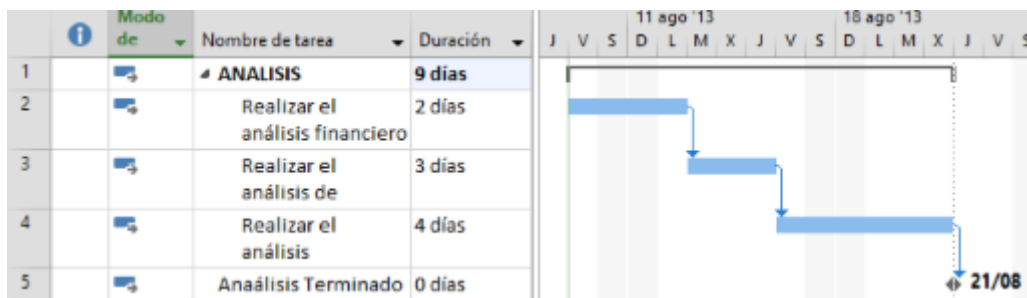 Modo de
Nombre de tarea
Duración
11 ago '13
18 ago '13
J V S D L M X J V S D L M X J V S
1 ANALISIS 9 días
2 Realizar el análisis financiero 2 días
3 Realizar el análisis de 3 días
4 Realizar el análisis 4 días
5 Anaálisis Terminado 0 días
21/08